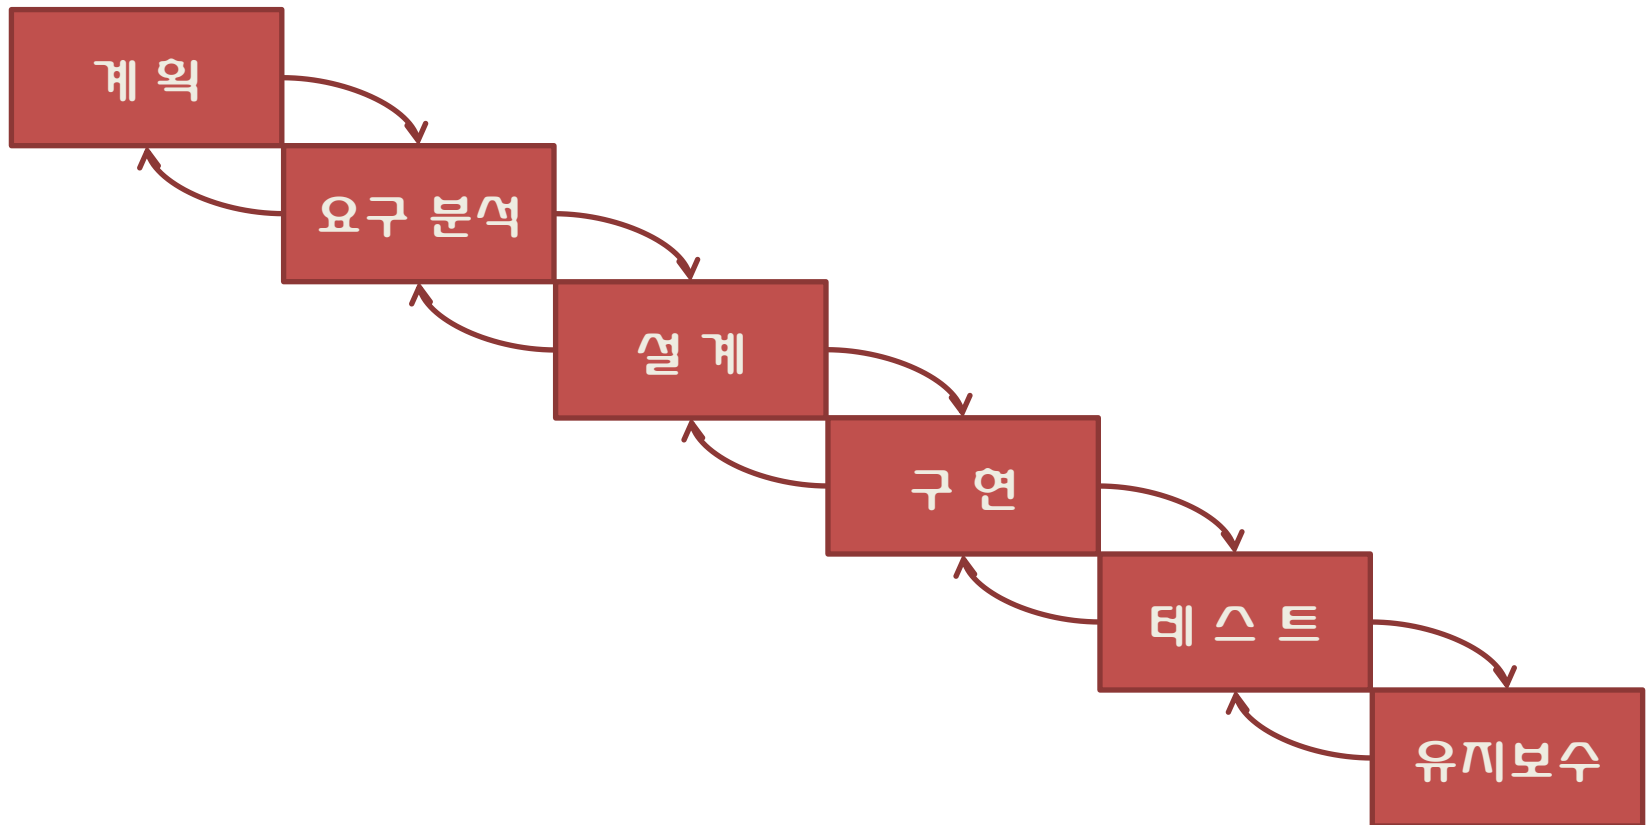 계 획
요구 분석
설 계
구 현
테 스 트
유지보수